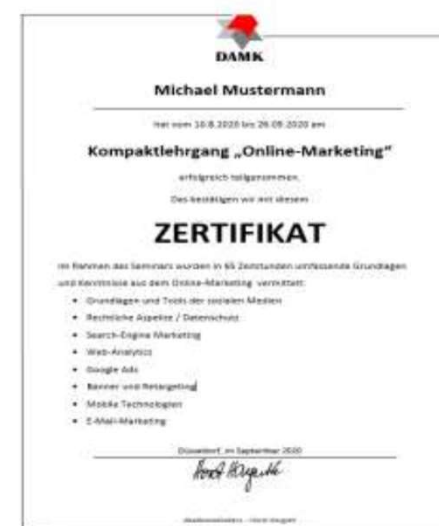 DAMK
Michael Mustermann
Hat vom 10.8.2020 bis 26.09.2020 am
Kompaktlehrgang „Online-Marketing“
erfolgreich teilgenommen.
Das bestätigen wir mit diesem
ZERTIFIKAT
Im Rahmen des Seminars wurden in 65 Zeitstunden umfassende Grundlagen
und Kenntnisse aus dem Online-Marketing vermittelt:
• Grundlagen und Tools der sozialen Medien
• Rechtliche Aspekte / Datenschutz
• Search-Engine Marketing
• Web-Analytics
• Google Ads
• Banner und Retargeting
• Mobile Technologien
• E-Mail-Marketing
Düsseldorf, im September 2020